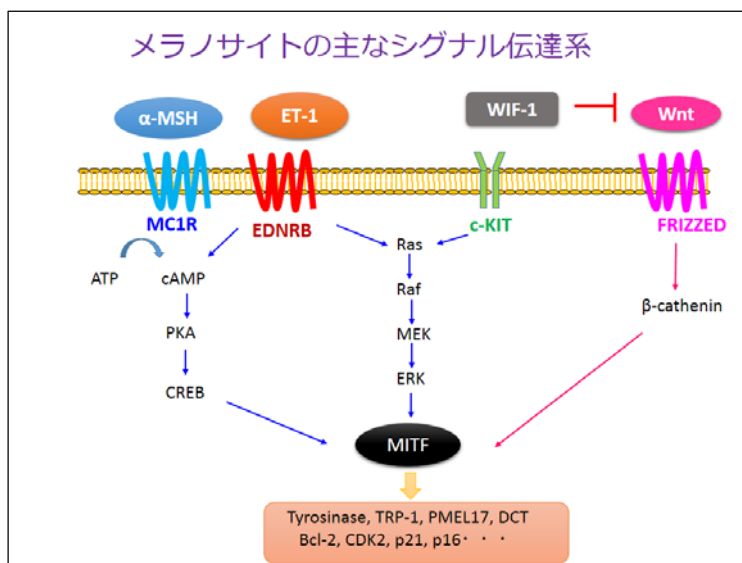 メラノサイトの主なシグナル伝達系
α-MSH
ET-1
WIF-1
Wnt
MC1R
EDNRB
c-KIT
FRIZZED
ATP
cAMP
Ras
Raf
β-cathenin
PKA
MEK
CREB
ERK
MITF
Tyrosinase, TRP-1, PMEL17, DCT
Bcl-2, CDK2, p21, p16・・・